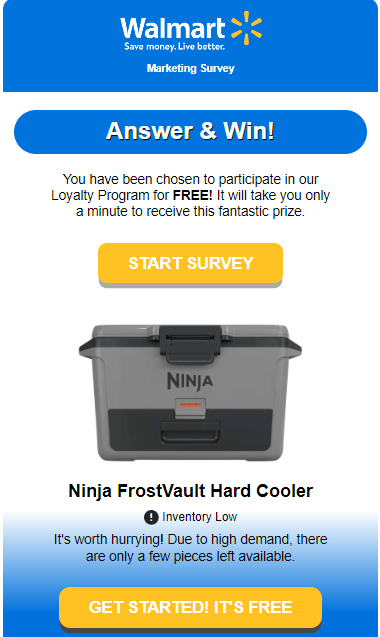 Walmart
Save money. Live better.
Marketing Survey
Answer & Win!
You have been chosen to participate in our
Loyalty Program for FREE! It will take you only
a minute to receive this fantastic prize.
START SURVEY
NINJA
Ninja FrostVault Hard Cooler
! Inventory Low
It's worth hurrying! Due to high demand, there
are only a few pieces left available.
GET STARTED! IT'S FREE